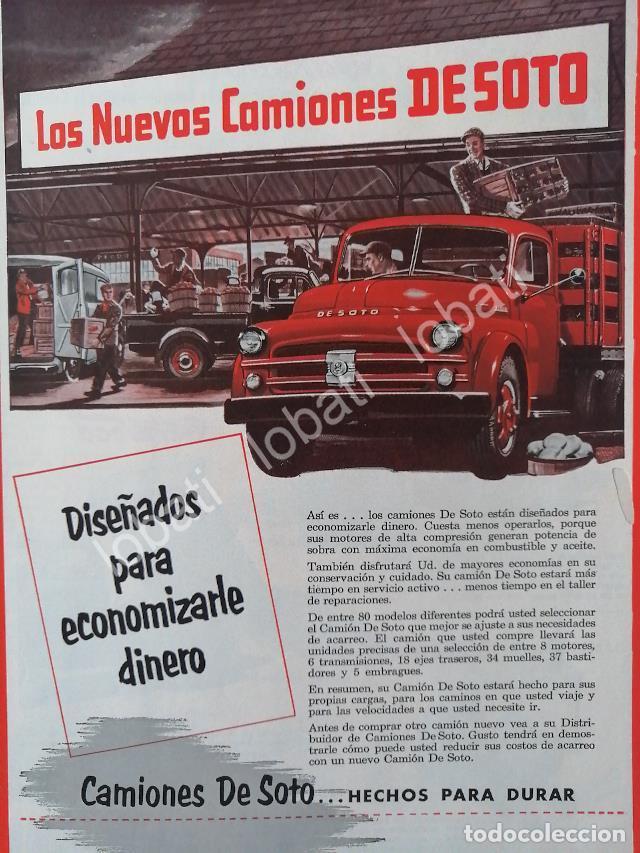 Los Nuevos Camiones DE SOTO
DE SOTO
lobati lobati lobati lobati
Diseñados
para
economizarle
dinero
Así es . . . los camiones De Soto están diseñados para
economizarle dinero. Cuesta menos operarlos, porque
sus motores de alta compresión generan potencia de
sobra con máxima economía en combustible y aceite.
También disfrutará Ud. de mayores economías en su
conservación y cuidado. Su camión De Soto estará más
tiempo en servicio activo . . . menos tiempo en el taller
de reparaciones.
De entre 80 modelos diferentes podrá usted seleccionar
el Camión De Soto que mejor se ajuste a sus necesidades
de acarreo. El camión que usted compre llevará las
unidades precisas de una selección de entre 8 motores,
6 transmisiones, 18 ejes traseros, 34 muelles, 37 basti-
dores y 5 embragues.
En resumen, su Camión De Soto estará hecho para sus
propias cargas, para los caminos en que usted viaje y
para las velocidades a que usted necesite ir.
Antes de comprar otro camión nuevo vea a su Distri-
buidor de Camiones De Soto. Gusto tendrá en demos-
trarle cómo puede usted reducir sus costos de acarreo
con un nuevo Camión De Soto.
Camiones De Soto...HECHOS PARA DURAR
todocoleccion